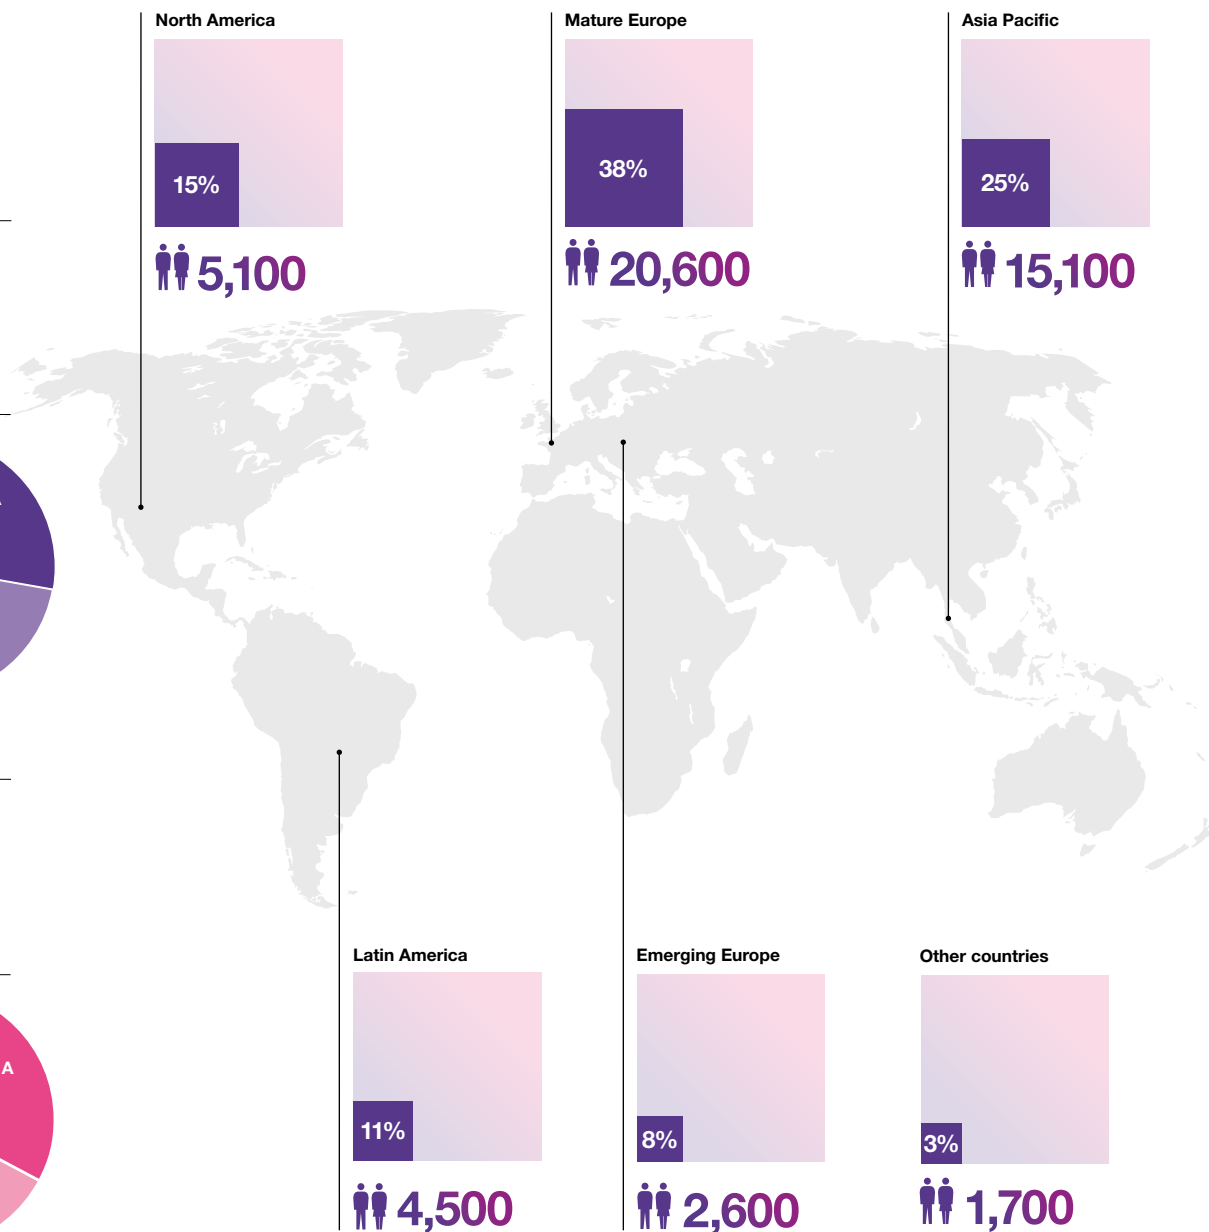 North America
15%
5,100
Mature Europe
38%
20,600
Asia Pacific
25%
15,100
A
Latin America
11%
4,500
Emerging Europe
8%
2,600
Other countries
3%
1,700